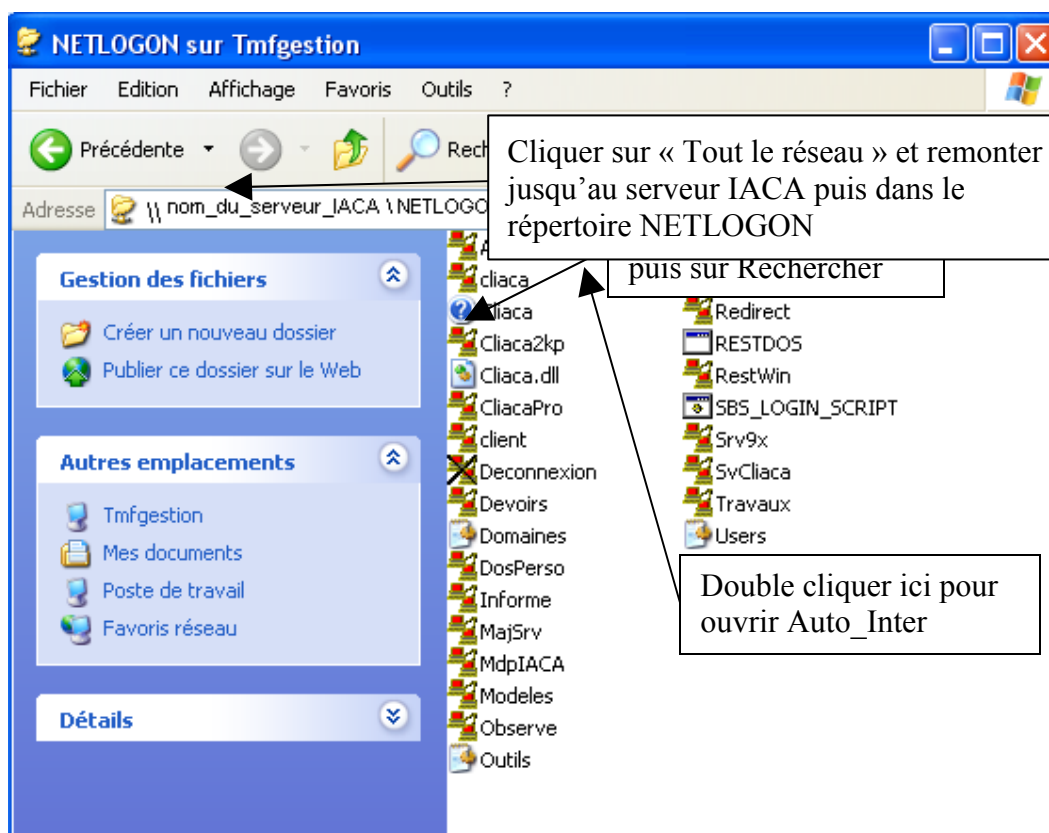 NETLOGON sur Tmfgestion
Fichier Edition Affichage Favoris Outils ?
Précédente Rech
Cliquer sur « Tout le réseau » et remonter
jusqu’au serveur IACA puis dans le
répertoire NETLOGON
Adresse \\ nom_du_serveur_IACA \NETLOGO
puis sur Rechercher
Gestion des fichiers
Créer un nouveau dossier
Publier ce dossier sur le Web
Autres emplacements
Tmfgestion
Mes documents
Poste de travail
Favoris réseau
Détails
cliaca
Cliaca
Cliaca2kp
Cliaca.dll
CliacaPro
client
Deconnexion
Devoirs
Domaines
DosPerso
Informe
MajSrv
MdpIACA
Modeles
Observe
Outils
Redirect
RESTDOS
RestWin
SBS_LOGIN_SCRIPT
Srv9x
SvCliaca
Travaux
Users
Double cliquer ici pour
ouvrir Auto_Inter